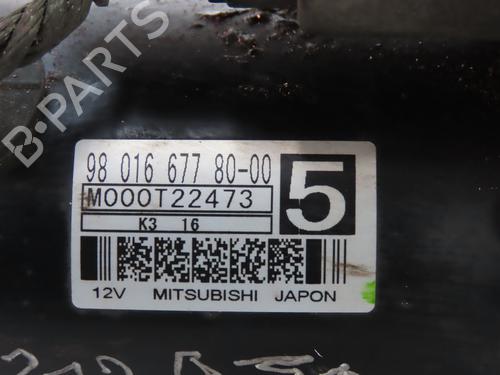 B-PARTS
98 016 677 80-00
5
M000T22473
K3 16
12V MITSUBISHI JAPON